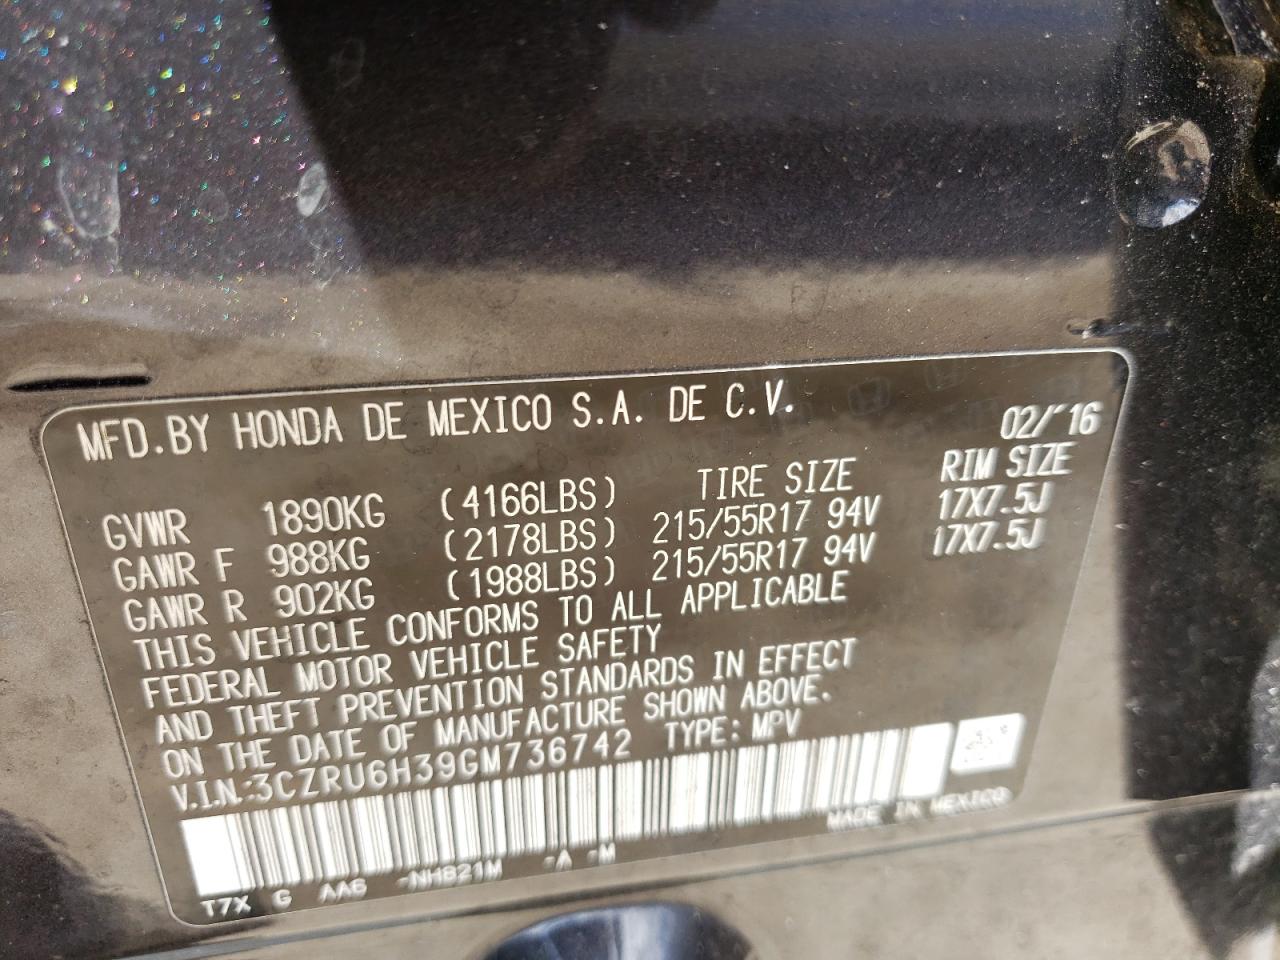 MFD.BY HONDA DE MEXICO S.A. DE C.V. 02/'16
TIRE SIZE RIM SIZE
GVWR 1890KG (4166LBS)
GAWR F 988KG (2178LBS) 215/55R17 94V 17X7.5J
GAWR R 902KG (1988LBS) 215/55R17 94V 17X7.5J
THIS VEHICLE CONFORMS TO ALL APPLICABLE
FEDERAL MOTOR VEHICLE SAFETY
AND THEFT PREVENTION STANDARDS IN EFFECT
ON THE DATE OF MANUFACTURE SHOWN ABOVE.
V.I.N.:3CZRU6H39GM736742 TYPE: MPV
MADE IN MEXICO
T7X G AA6 -NH821M -A -M